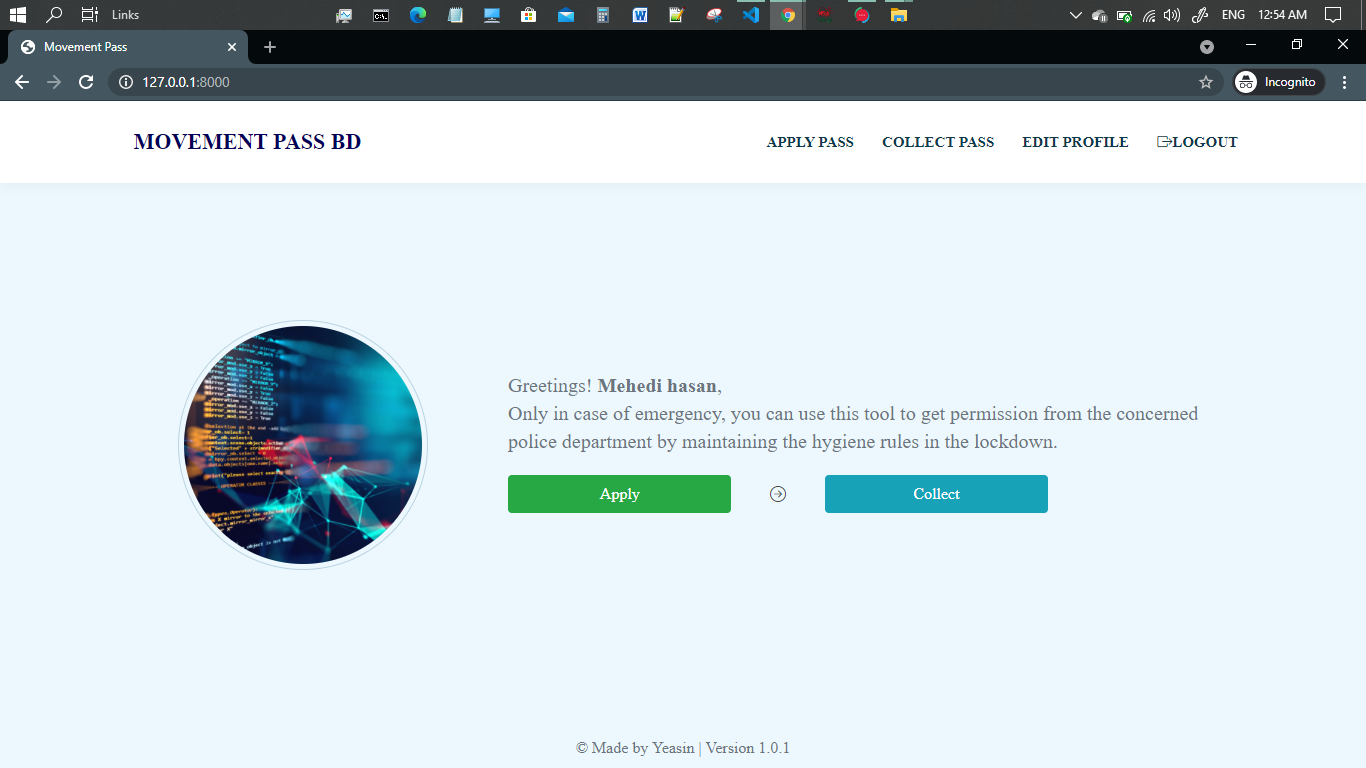 Links
ENG 12:54 AM
Movement Pass
127.0.0.1:8000
Incognito
MOVEMENT PASS BD
APPLY PASS COLLECT PASS EDIT PROFILE LOGOUT
Greetings! Mehedi hasan,
Only in case of emergency, you can use this tool to get permission from the concerned
police department by maintaining the hygiene rules in the lockdown.
Apply Collect
© Made by Yeasin | Version 1.0.1